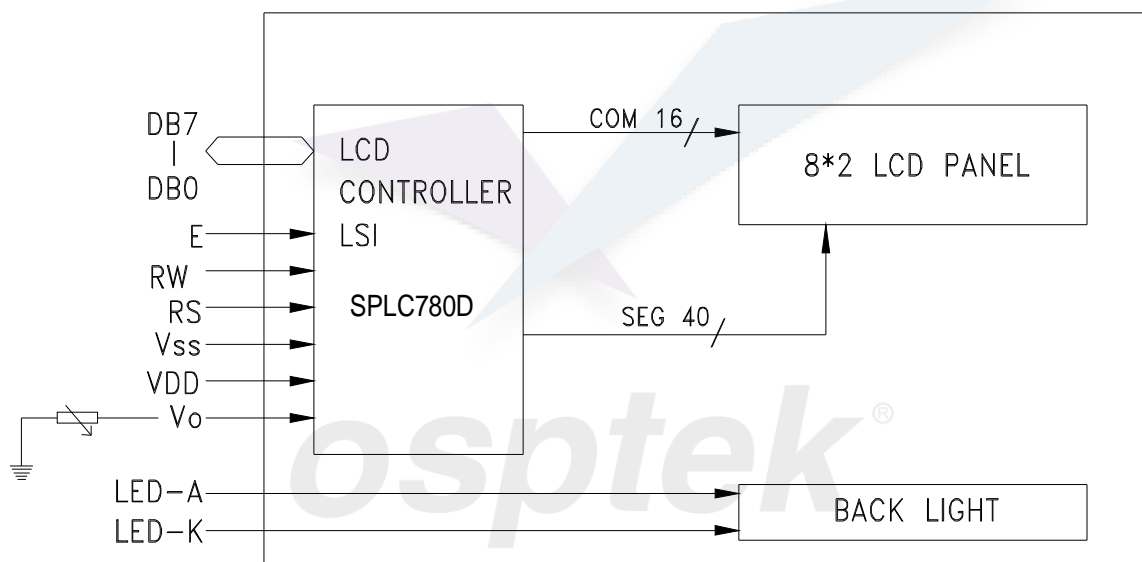 DB7
|
DB0
E
RW
RS
Vss
VDD
Vo
LED-A
LED-K
LCD
CONTROLLER
LSI
SPLC780D
COM 16
SEG 40
8*2 LCD PANEL
BACK LIGHT
osptek®